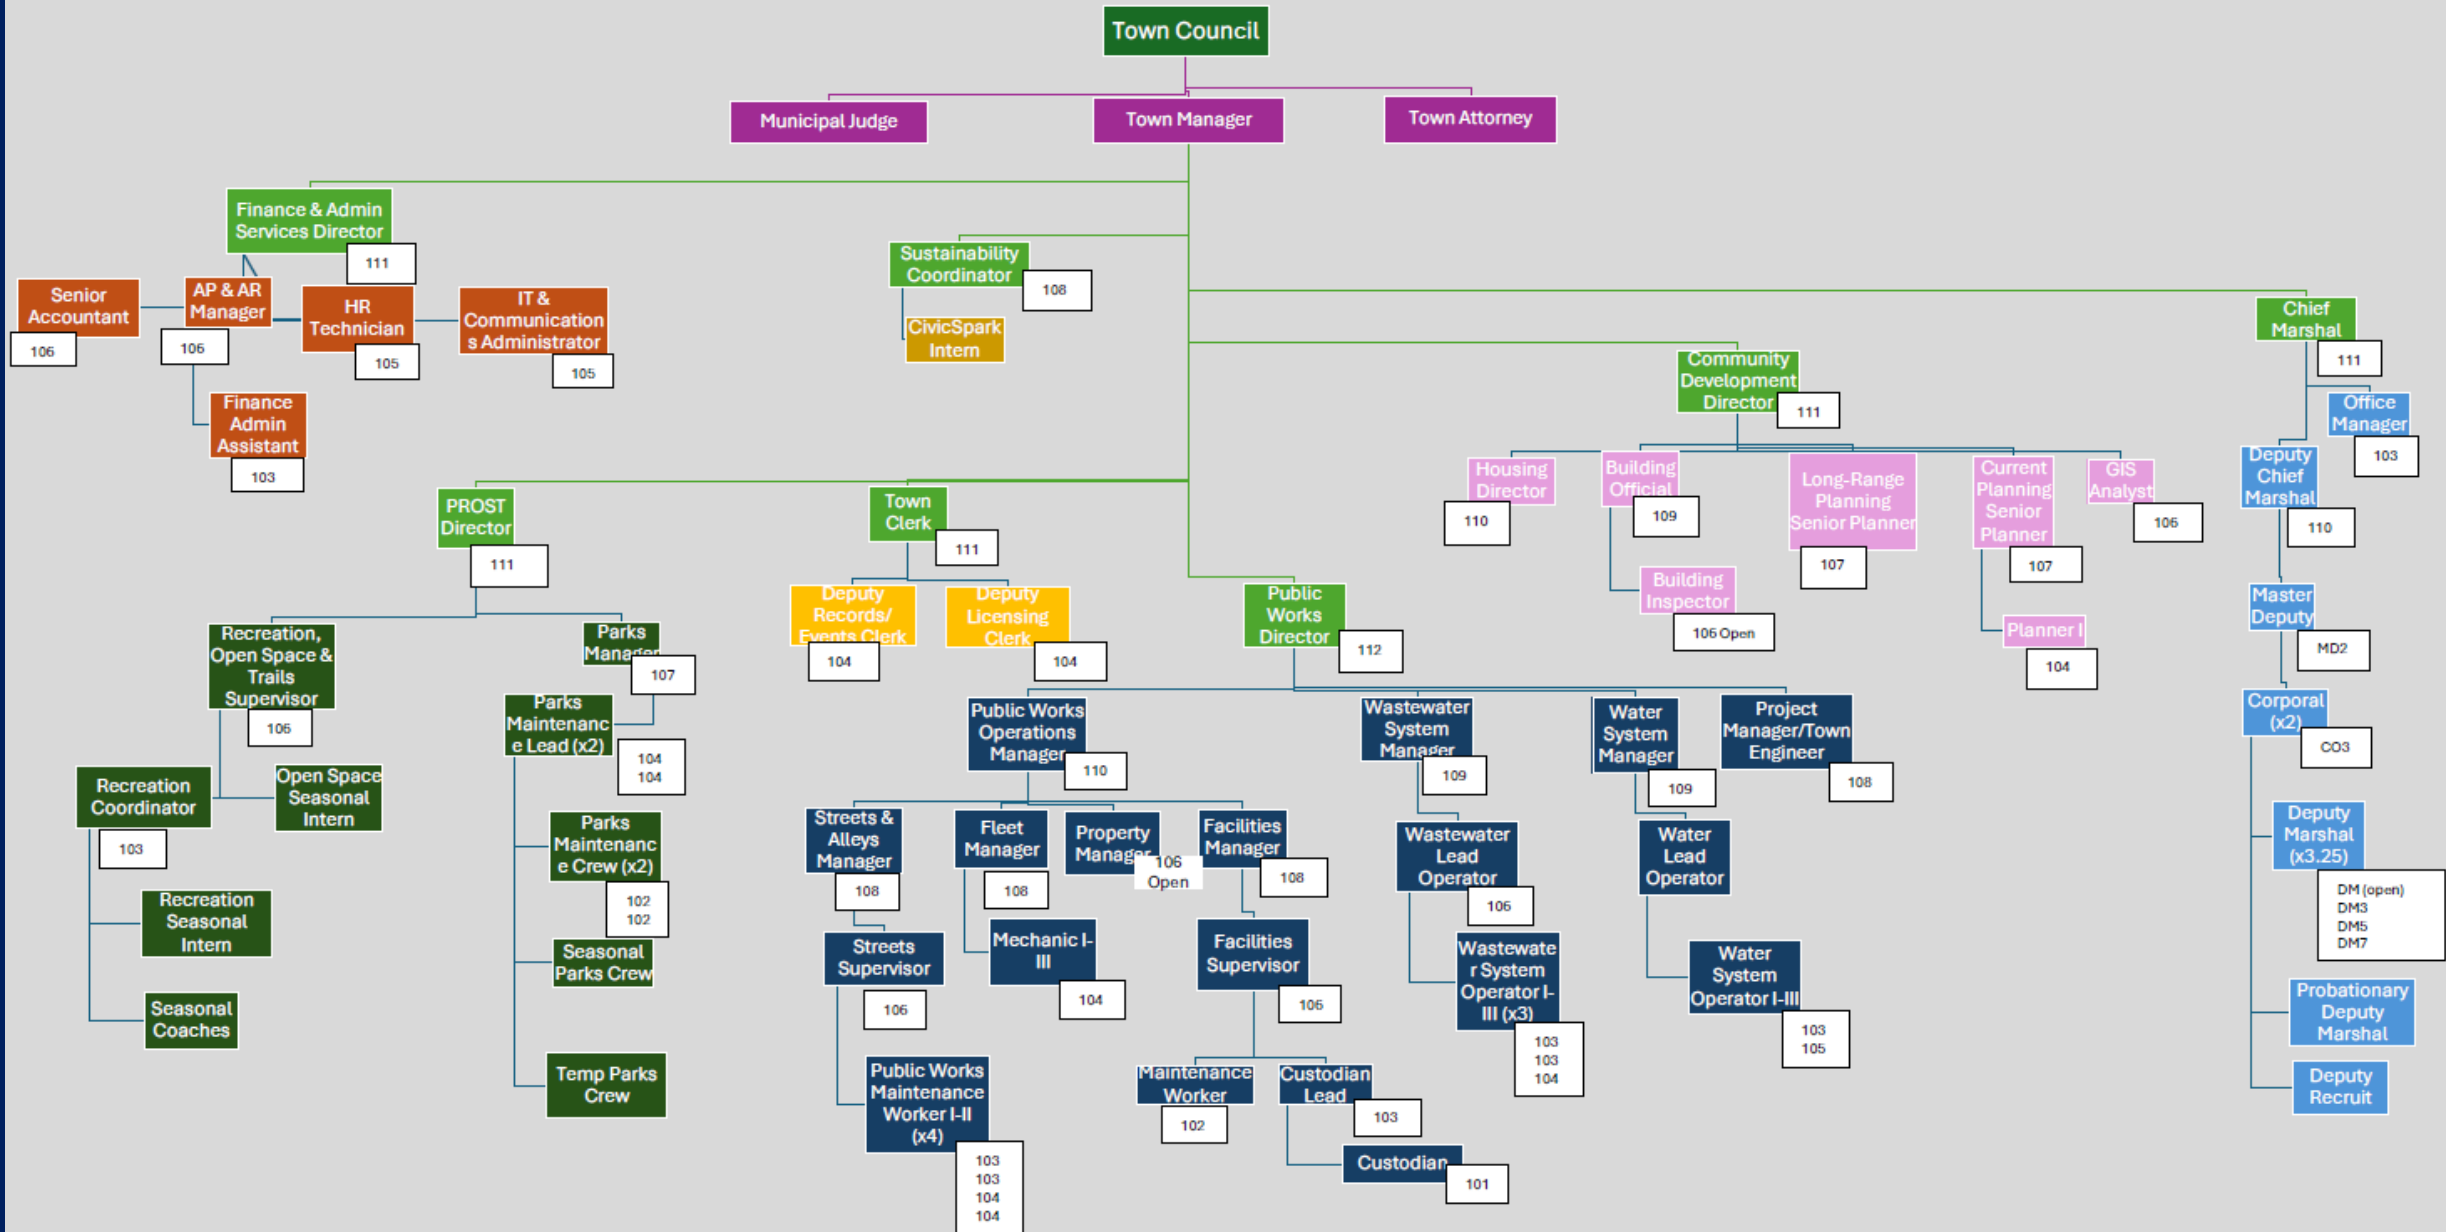 Town Council
Municipal Judge
Town Manager
Town Attorney
Finance & Admin
Services Director
111
Senior
Accountant
106
AP & AR
Manager
106
HR
Technician
105
IT &
Communication
s Administrator
105
Finance
Admin
Assistant
103
Sustainability
Coordinator
108
CivicSpark
Intern
Chief
Marshal
111
Office
Manager
103
Deputy
Chief
Marshal
110
Master
Deputy
MD2
Corporal
(x2)
CO3
Deputy
Marshal
(x3.25)
DM (open)
DM3
DM5
DM7
Probationary
Deputy
Marshal
Deputy
Recruit
Community
Development
Director
111
Housing
Director
110
Building
Official
109
Building
Inspector
106 Open
Long-Range
Planning
Senior Planner
107
Current
Planning
Senior
Planner
107
Planner I
104
GIS
Analyst
106
PROST
Director
111
Recreation,
Open Space &
Trails
Supervisor
106
Recreation
Coordinator
103
Open Space
Seasonal
Intern
Recreation
Seasonal
Intern
Seasonal
Coaches
Parks
Manager
107
Parks
Maintenanc
e Lead (x2)
104
104
Parks
Maintenanc
e Crew (x2)
102
102
Seasonal
Parks Crew
Temp Parks
Crew
Town
Clerk
111
Deputy
Records/
Events Clerk
104
Deputy
Licensing
Clerk
104
Public
Works
Director
112
Public Works
Operations
Manager
110
Streets &
Alleys
Manager
108
Streets
Supervisor
106
Public Works
Maintenance
Worker I-II
(x4)
103
103
104
104
Fleet
Manager
108
Mechanic I-
III
104
Property
Manager
106
Open
Facilities
Manager
108
Facilities
Supervisor
106
Maintenance
Worker
102
Custodian
Lead
103
Custodian
101
Wastewater
System
Manager
109
Wastewater
Lead
Operator
106
Wastewate
r System
Operator I-
III (x3)
103
103
104
Water
System
Manager
109
Water
Lead
Operator
Water
System
Operator I-III
103
105
Project
Manager/Town
Engineer
108